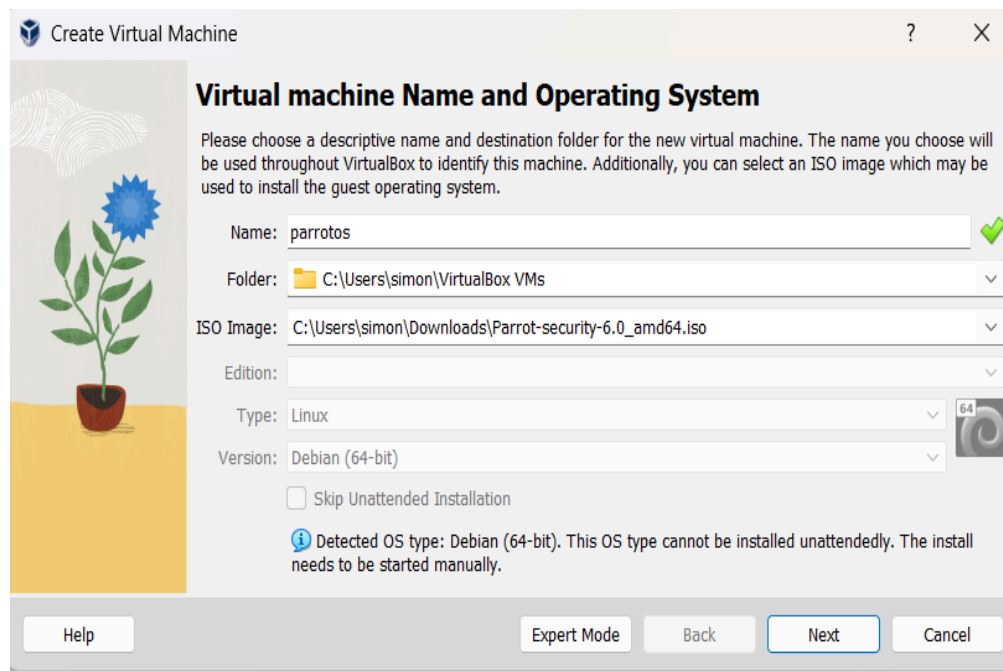 Create Virtual Machine
?
Virtual machine Name and Operating System
Please choose a descriptive name and destination folder for the new virtual machine. The name you choose will
be used throughout VirtualBox to identify this machine. Additionally, you can select an ISO image which may be
used to install the guest operating system.
Name: parrotos
Folder: C:\Users\simon\VirtualBox VMs
ISO Image: C:\Users\simon\Downloads\Parrot-security-6.0_amd64.iso
Edition:
Type: Linux
64
Version: Debian (64-bit)
Skip Unattended Installation
Detected OS type: Debian (64-bit). This OS type cannot be installed unattendedly. The install
needs to be started manually.
Help Expert Mode Back Next Cancel